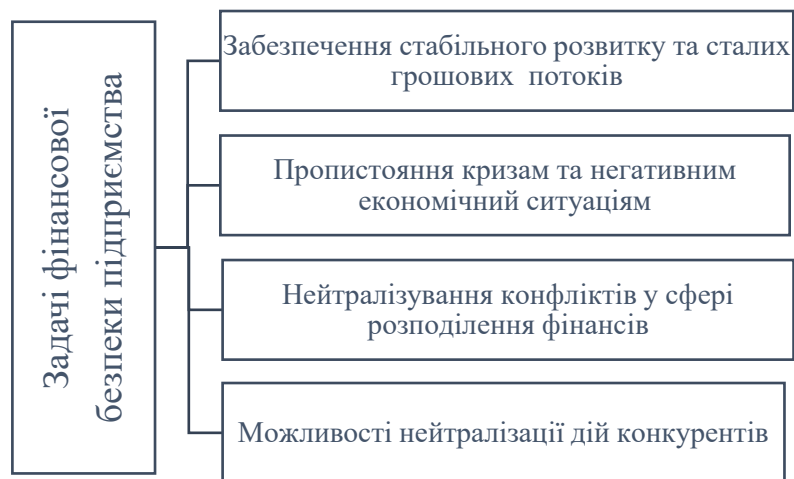 Задачі фінансової
безпеки підприємства
Забезпечення стабільного розвитку та сталих
грошових потоків
Пропистояння кризам та негативним
економічний ситуаціям
Нейтралізування конфліктів у сфері
розподілення фінансів
Можливості нейтралізації дій конкурентів